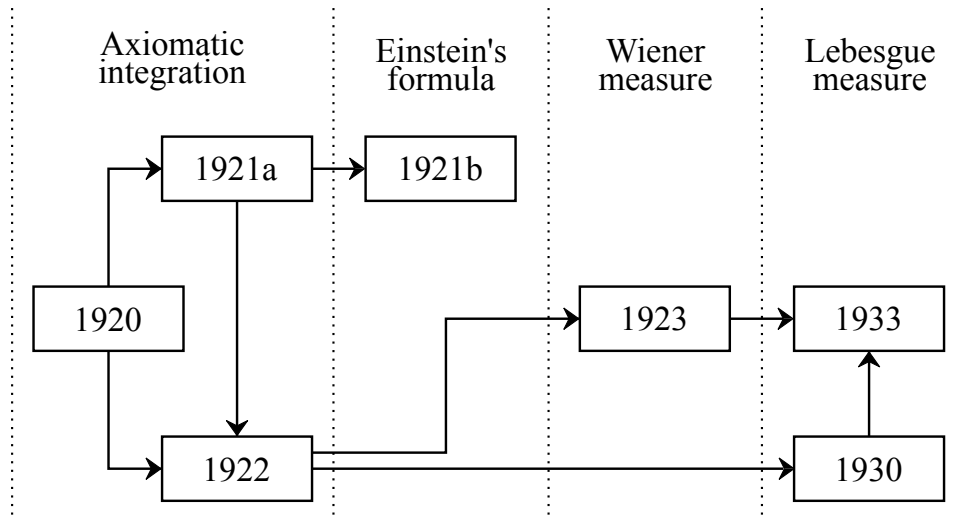 Axiomatic
integration
Einstein's
formula
Wiener
measure
Lebesgue
measure
1921a
1921b
1920
1923
1933
1922
1930